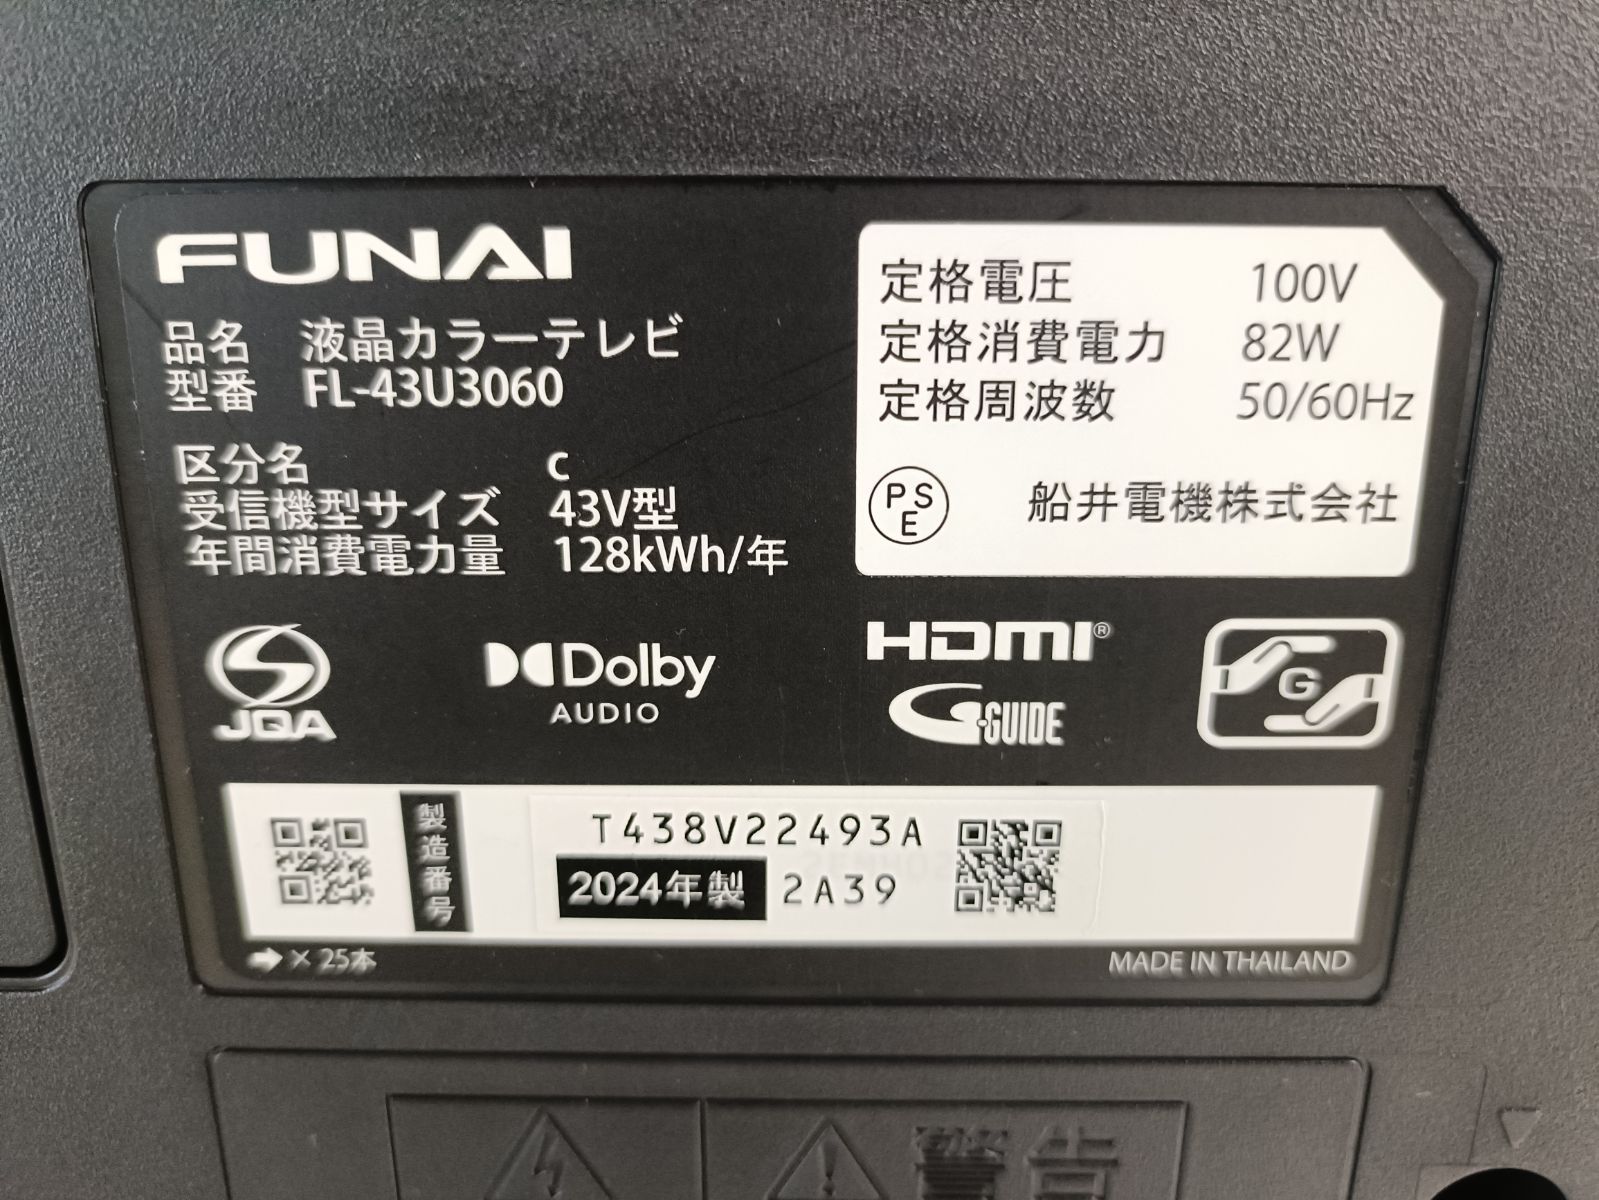 FUNAI
品名 液晶カラーテレビ
型番 FL-43U3060
区分名 C
受信機型サイズ 43V型
年間消費電力量 128kWh/年
定格電圧 100V
定格消費電力 82W
定格周波数 50/60Hz
PSE 船井電機株式会社
JQA
Dolby
AUDIO
HDMI®
G-GUIDE
G
製造番号
T438V22493A
2024年製 2A39
➡× 25本
MADE IN THAILAND
警告